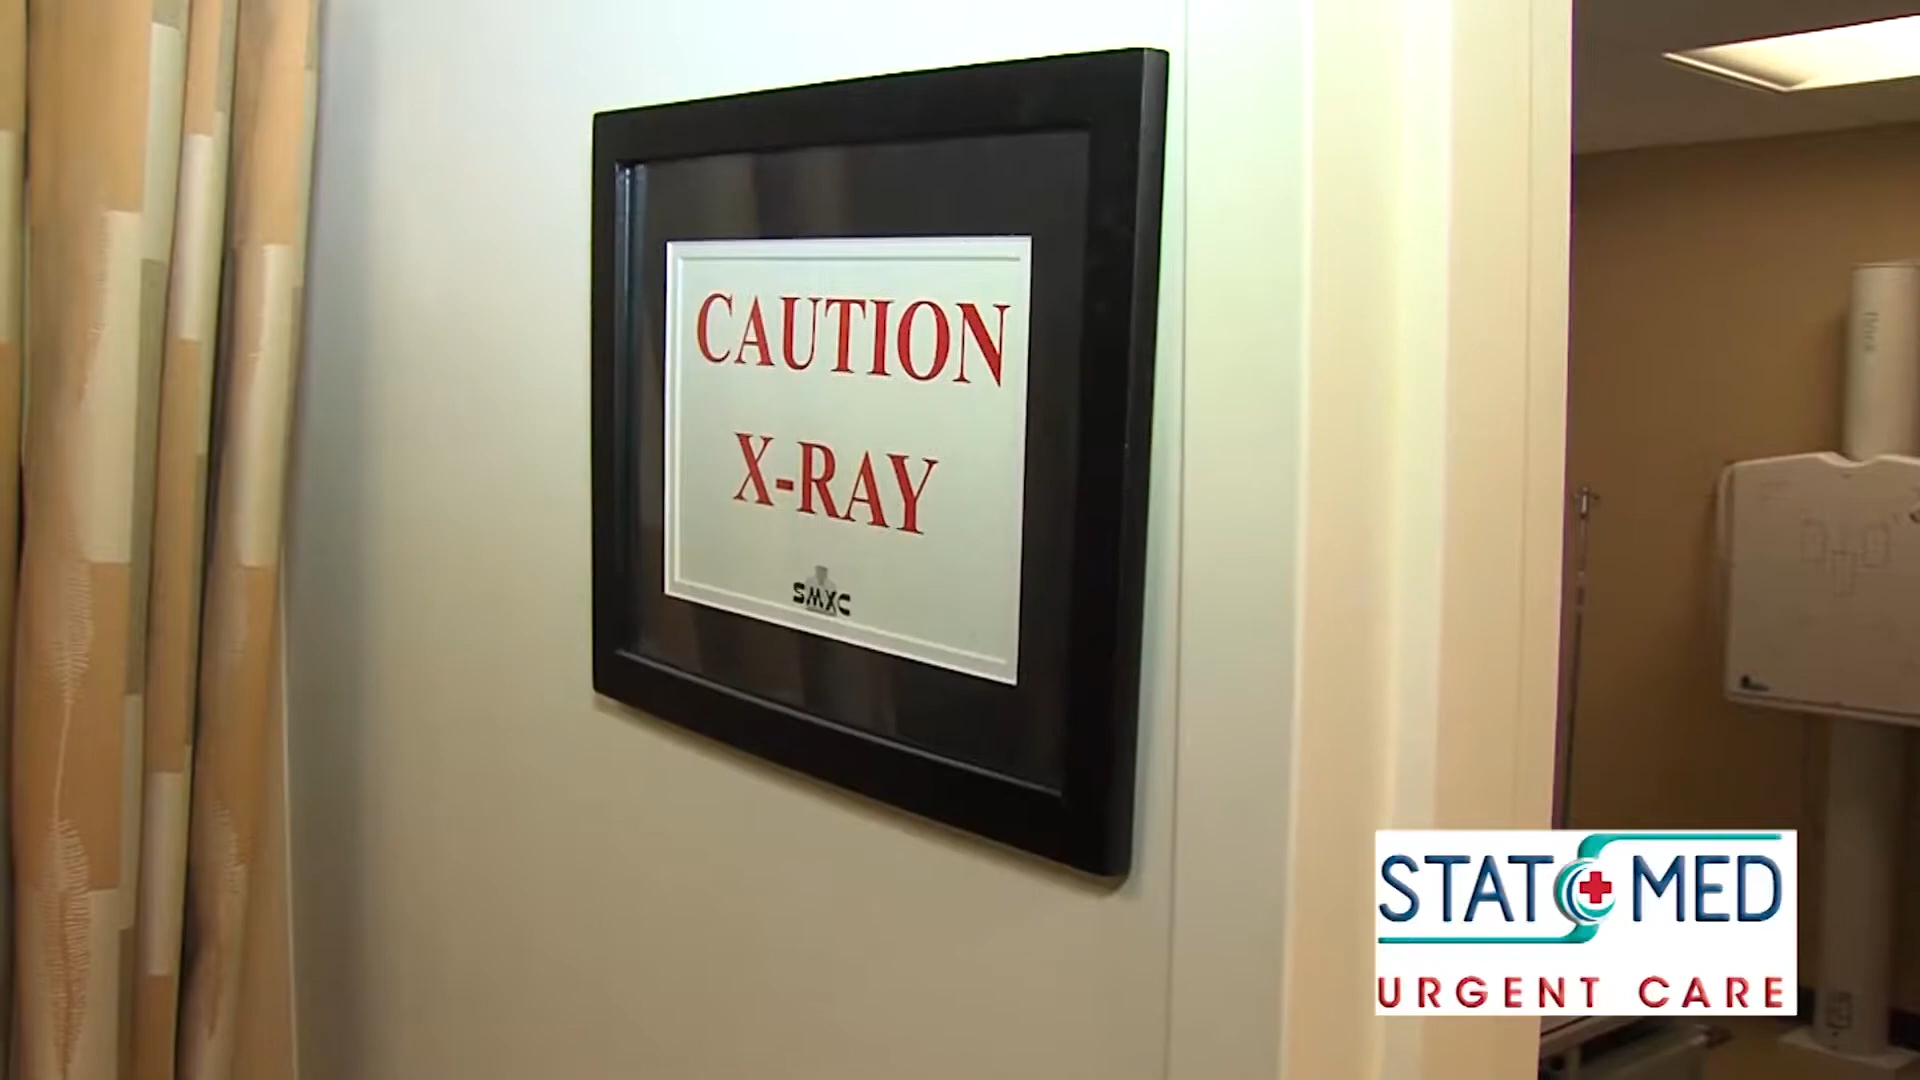 CAUTION
X-RAY
SMXC
STAT MED
URGENT CARE